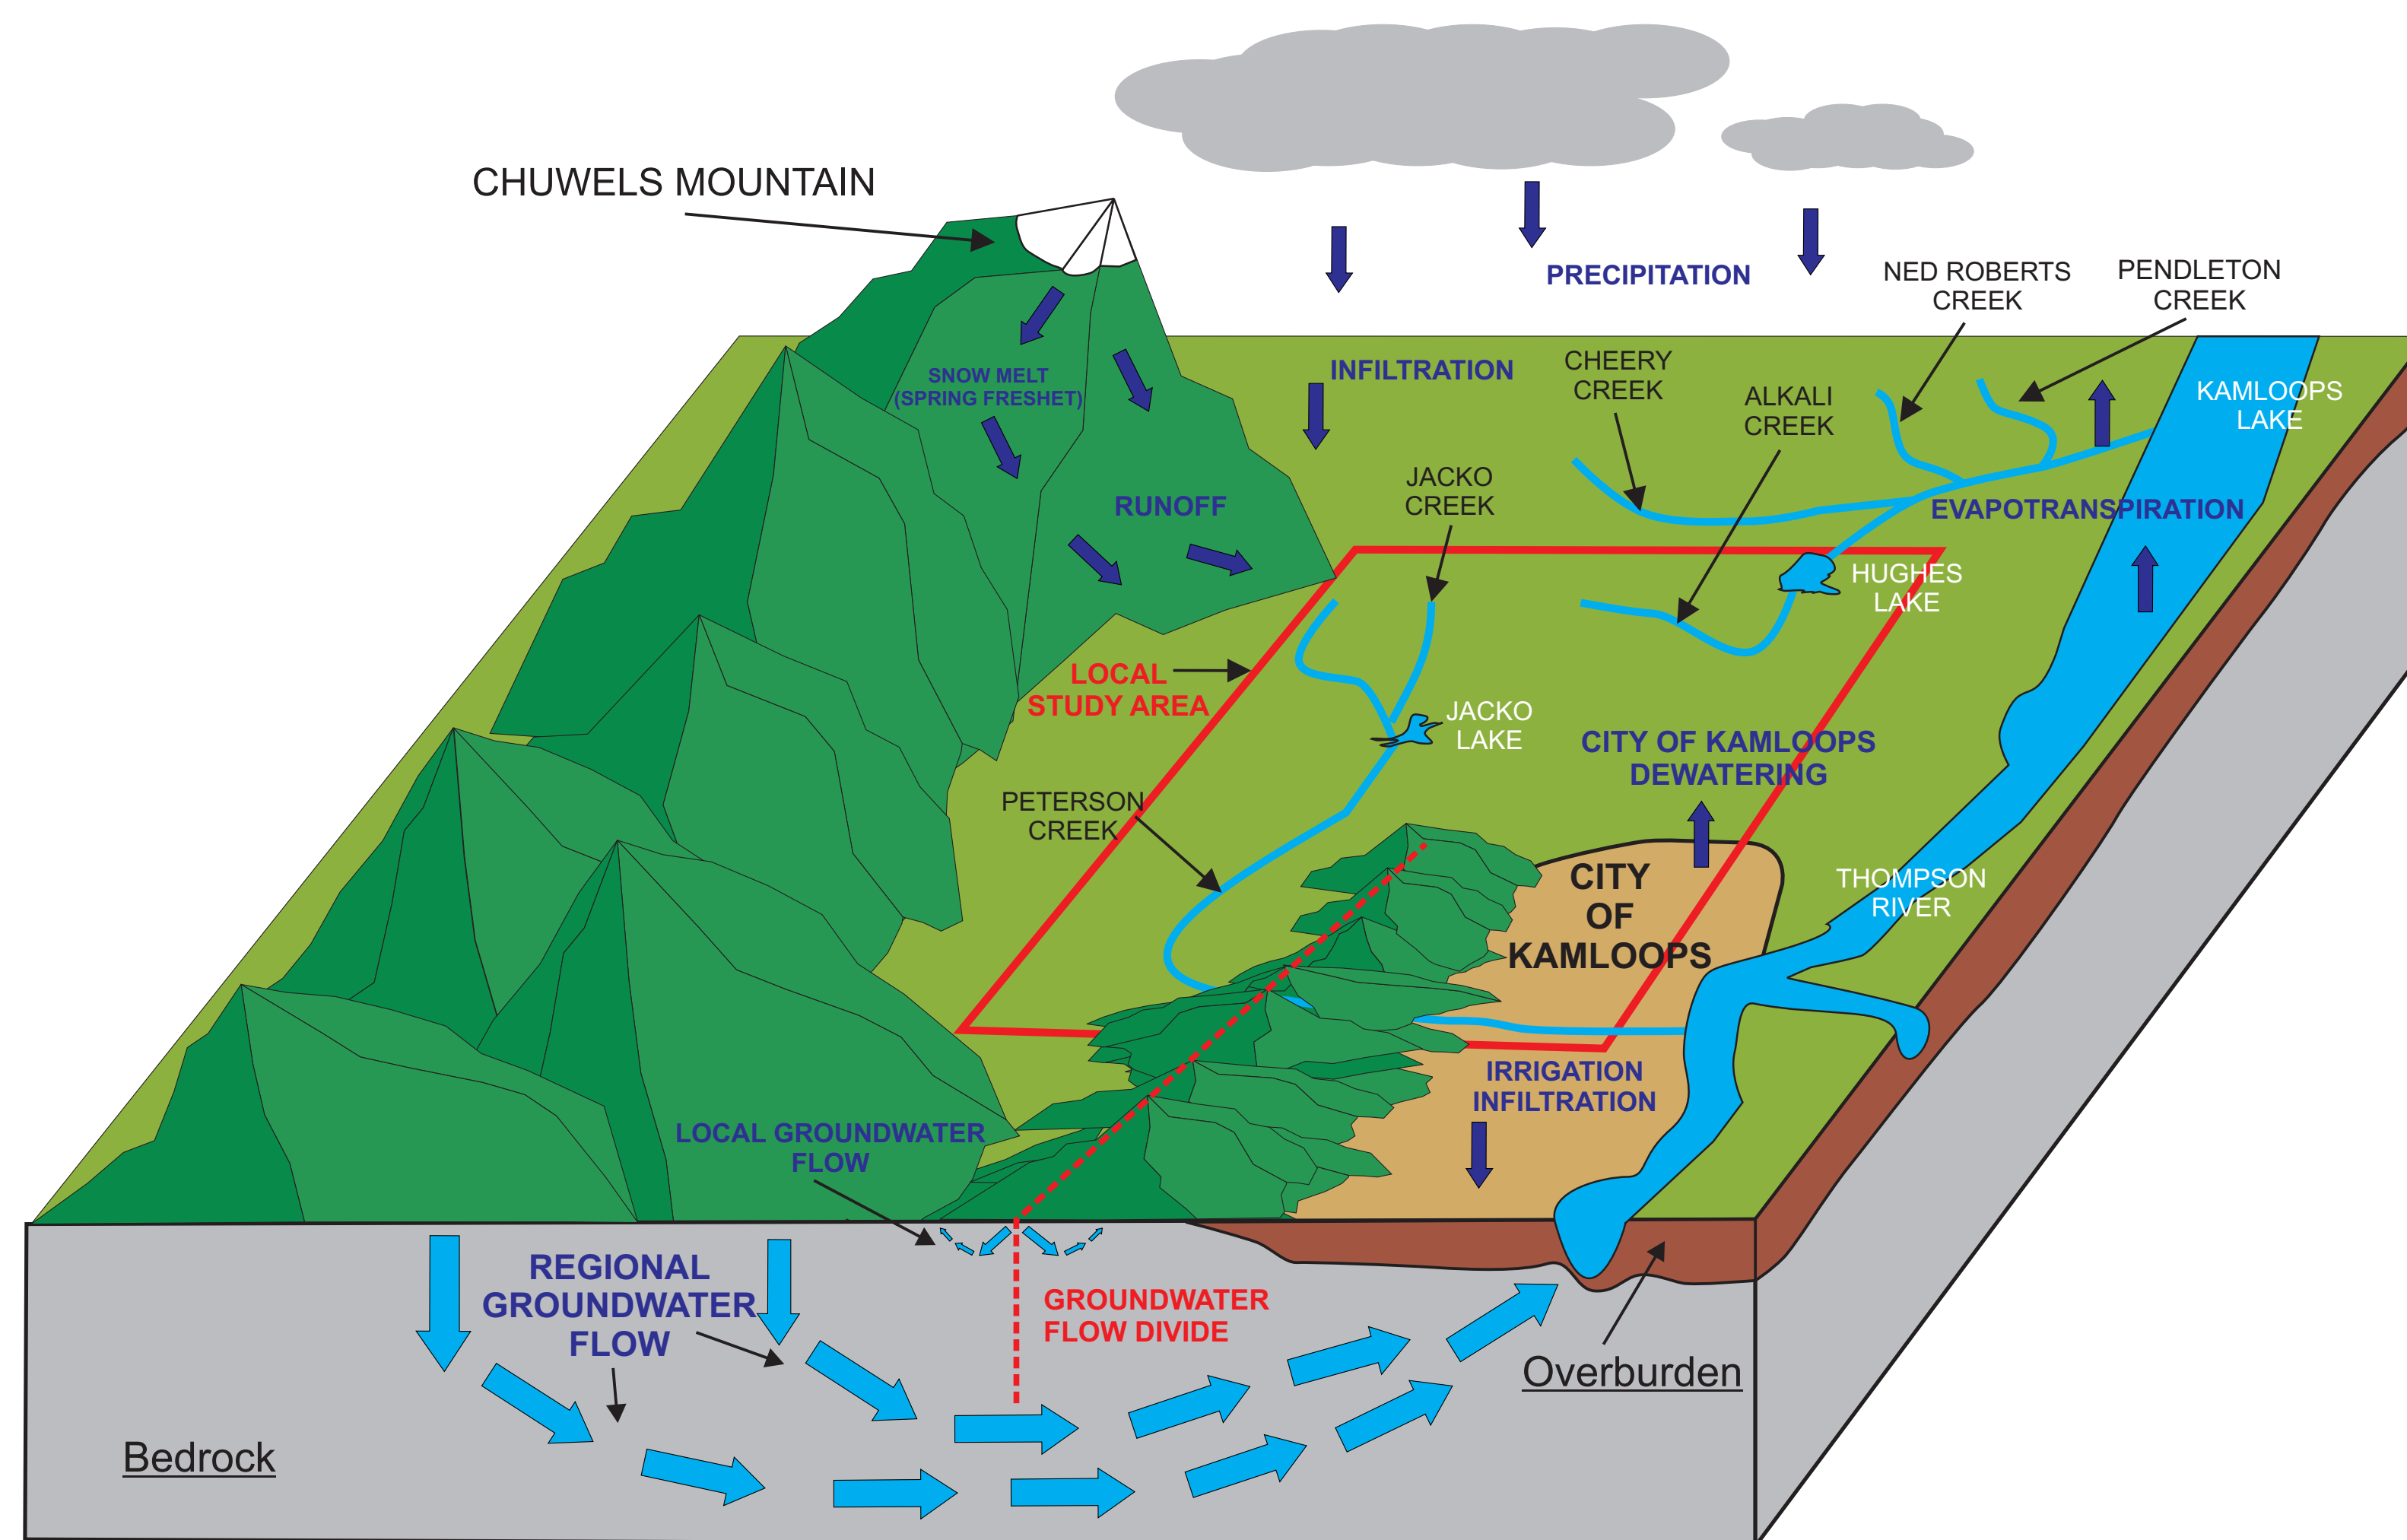 CHUWELS MOUNTAIN
PRECIPITATION
NED ROBERTS
CREEK
PENDLETON
CREEK
SNOW MELT
(SPRING FRESHET)
INFILTRATION
CHEERY
CREEK
ALKALI
CREEK
KAMLOOPS
LAKE
RUNOFF
JACKO
CREEK
EVAPOTRANSPIRATION
HUGHES
LAKE
LOCAL
STUDY AREA
JACKO
LAKE
CITY OF KAMLOOPS
DEWATERING
PETERSON
CREEK
CITY
OF
KAMLOOPS
THOMPSON
RIVER
IRRIGATION
INFILTRATION
LOCAL GROUNDWATER
FLOW
REGIONAL
GROUNDWATER
FLOW
GROUNDWATER
FLOW DIVIDE
Overburden
Bedrock